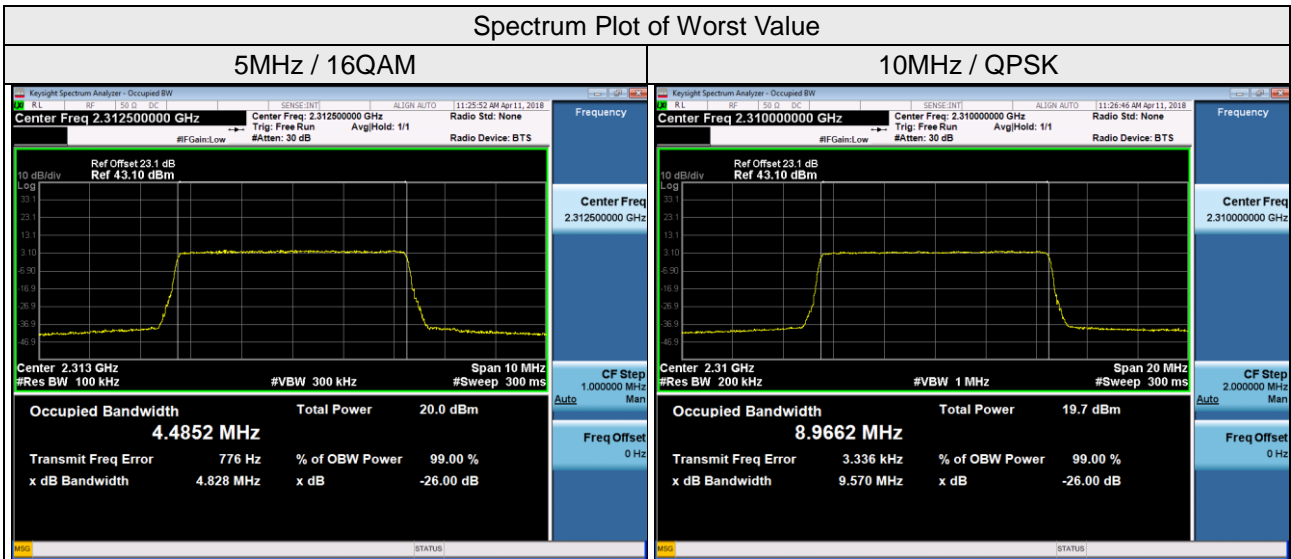 Spectrum Plot of Worst Value
5MHz / 16QAM
10MHz / QPSK
Keysight Spectrum Analyzer - Occupied BW
RL RF 50 Ω DC SENSE:INT ALIGN AUTO 11:25:52 AM Apr 11, 2018
Center Freq 2.312500000 GHz
Center Freq: 2.312500000 GHz
Radio Std: None
Trig: Free Run Avg|Hold: 1/1
#IFGain:Low
#Atten: 30 dB
Radio Device: BTS
Frequency
Ref Offset 23.1 dB
10 dB/div Ref 43.10 dBm
Log
33.1
23.1
13.1
3.10
-6.90
-16.9
-26.9
-36.9
-46.9
Center 2.313 GHz Span 10 MHz
#Res BW 100 kHz #VBW 300 kHz #Sweep 300 ms
Occupied Bandwidth Total Power 20.0 dBm
4.4852 MHz
Transmit Freq Error 776 Hz % of OBW Power 99.00 %
x dB Bandwidth 4.828 MHz x dB -26.00 dB
Center Freq
2.312500000 GHz
CF Step
1.000000 MHz
Auto Man
Freq Offset
0 Hz
MSG STATUS
Keysight Spectrum Analyzer - Occupied BW
RL RF 50 Ω DC SENSE:INT ALIGN AUTO 11:26:46 AM Apr 11, 2018
Center Freq 2.310000000 GHz
Center Freq: 2.310000000 GHz
Radio Std: None
Trig: Free Run Avg|Hold: 1/1
#IFGain:Low
#Atten: 30 dB
Radio Device: BTS
Frequency
Ref Offset 23.1 dB
10 dB/div Ref 43.10 dBm
Log
33.1
23.1
13.1
3.10
-6.90
-16.9
-26.9
-36.9
-46.9
Center 2.31 GHz Span 20 MHz
#Res BW 200 kHz #VBW 1 MHz #Sweep 300 ms
Occupied Bandwidth Total Power 19.7 dBm
8.9662 MHz
Transmit Freq Error 3.336 kHz % of OBW Power 99.00 %
x dB Bandwidth 9.570 MHz x dB -26.00 dB
Center Freq
2.310000000 GHz
CF Step
2.000000 MHz
Auto Man
Freq Offset
0 Hz
MSG STATUS